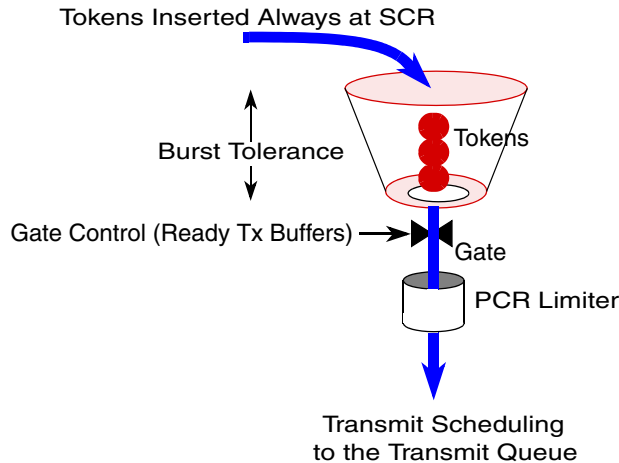 Tokens Inserted Always at SCR
Tokens
Burst Tolerance
Gate Control (Ready Tx Buffers)
Gate
PCR Limiter
Transmit Scheduling
to the Transmit Queue